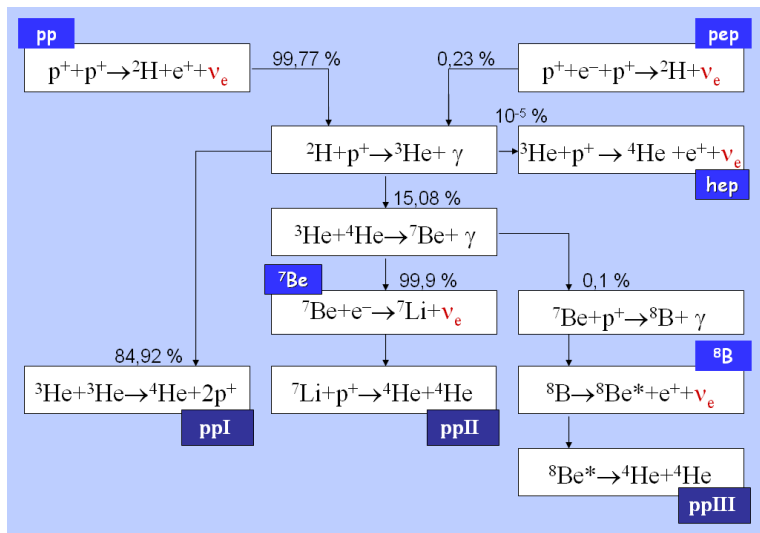 pp
pep
p⁺+p⁺→²H+e⁺+νₑ
99,77 %
0,23 %
p⁺+e⁻+p⁺→²H+νₑ
10⁻⁵ %
²H+p⁺→³He+ γ
³He+p⁺→ ⁴He +e⁺+νₑ
hep
15,08 %
³He+⁴He→⁷Be+ γ
⁷Be
99,9 %
0,1 %
⁷Be+e⁻→⁷Li+νₑ
⁷Be+p⁺→⁸B+ γ
84,92 %
⁸B
³He+³He→⁴He+2p⁺
⁷Li+p⁺→⁴He+⁴He
⁸B→⁸Be*+e⁺+νₑ
ppI
ppII
⁸Be*→⁴He+⁴He
ppIII